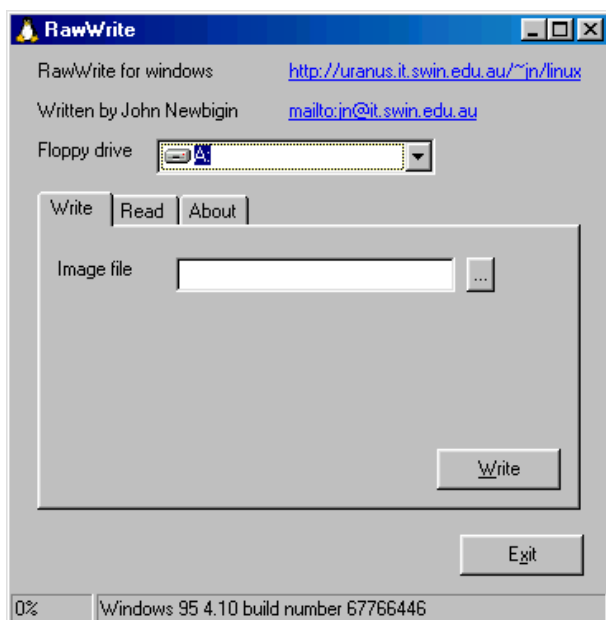 RawWrite
RawWrite for windows http://uranus.it.swin.edu.au/~jn/linux
Written by John Newbigin mailto:jn@it.swin.edu.au
Floppy drive A:
Write Read About
Image file ...
Write
Exit
0% Windows 95 4.10 build number 67766446